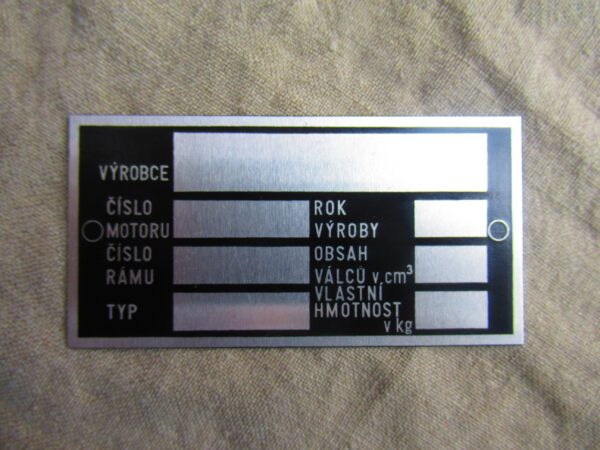 VÝROBCE
ČÍSLO
MOTORU
ČÍSLO
RÁMU
TYP
ROK
VÝROBY
OBSAH
VÁLCŮ v.cm³
VLASTNÍ
HMOTNOST
v kg